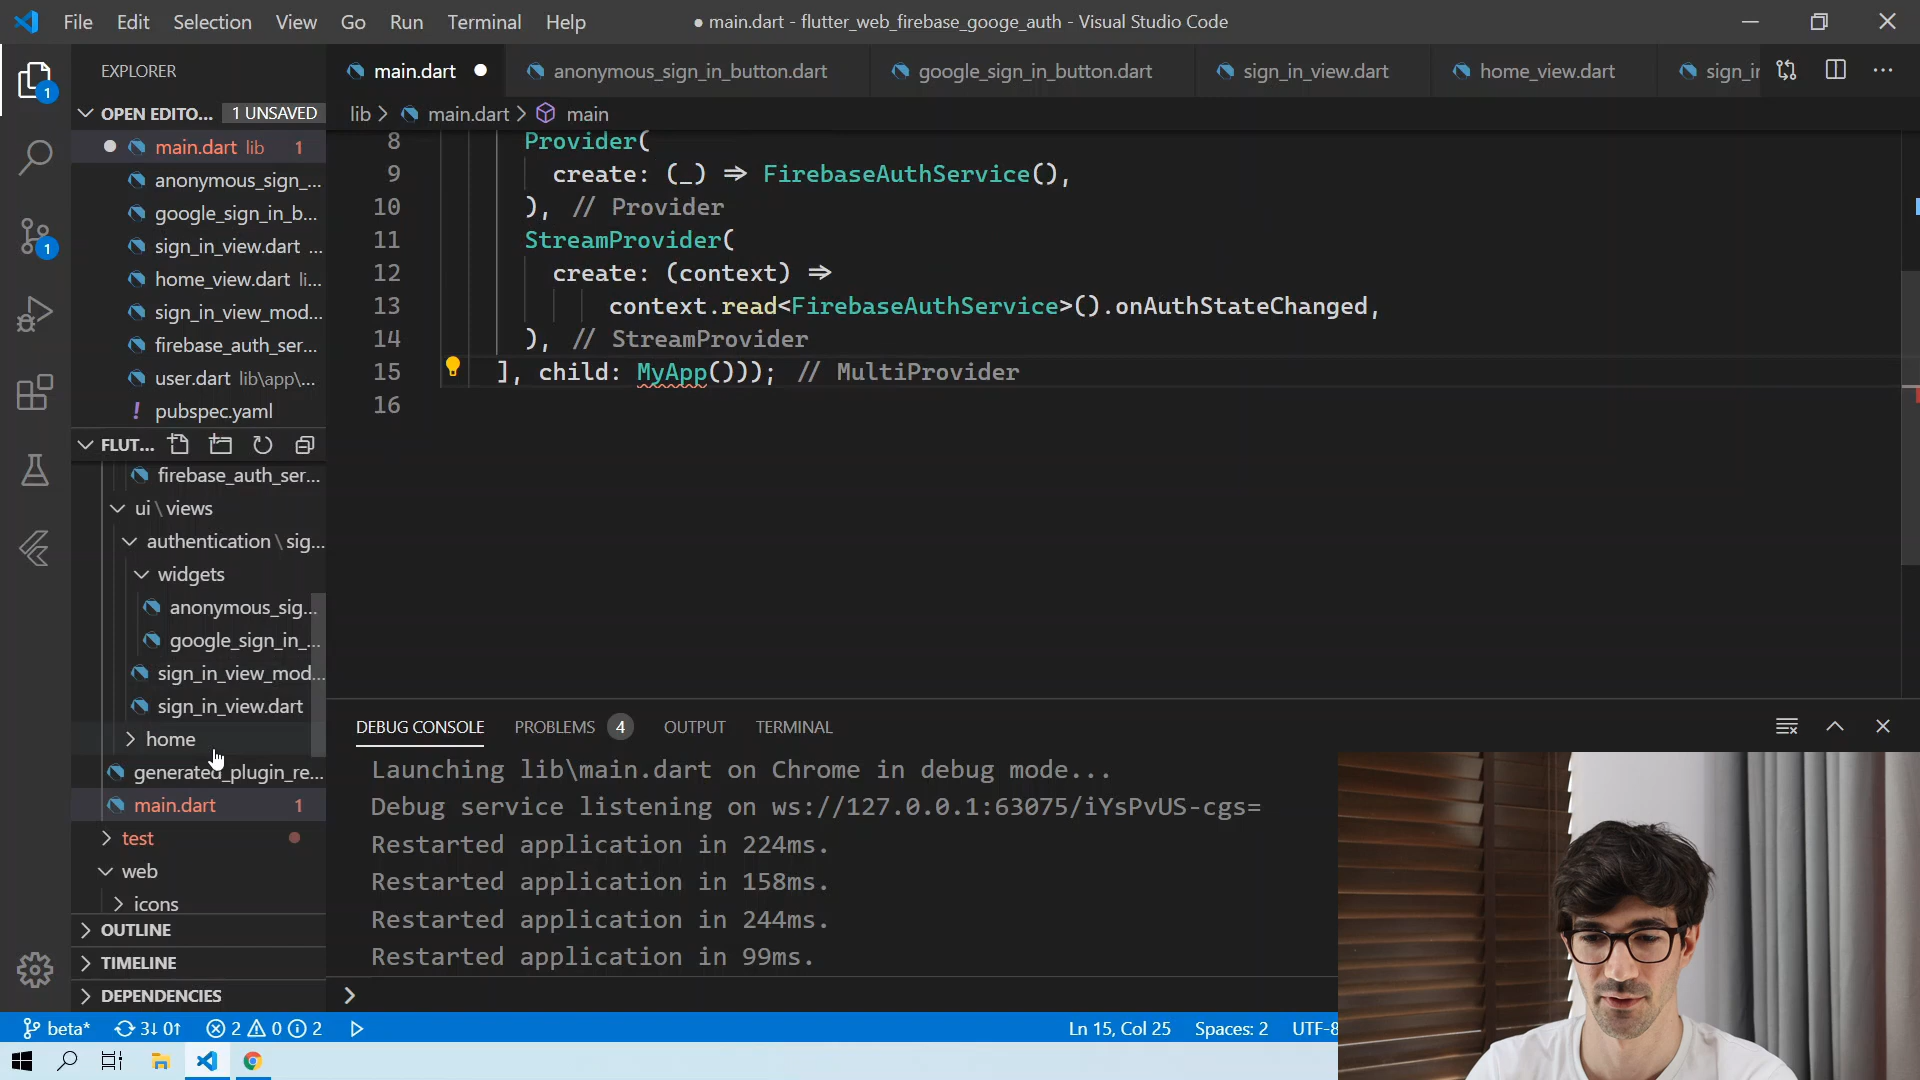 File Edit Selection View Go Run Terminal Help
● main.dart - flutter_web_firebase_googe_auth - Visual Studio Code
EXPLORER
main.dart
anonymous_sign_in_button.dart
google_sign_in_button.dart
sign_in_view.dart
home_view.dart
sign_ir
1
OPEN EDITO... 1 UNSAVED
lib > main.dart > main
main.dart lib 1
anonymous_sign_...
google_sign_in_b...
sign_in_view.dart ...
home_view.dart li...
sign_in_view_mod...
firebase_auth_ser...
user.dart lib\app\...
! pubspec.yaml
1
8 Provider(
9 create: (_) => FirebaseAuthService(),
10 ), // Provider
11 StreamProvider(
12 create: (context) =>
13 context.read<FirebaseAuthService>().onAuthStateChanged,
14 ), // StreamProvider
15 ], child: MyApp())); // MultiProvider
16
FLUT...
firebase_auth_ser...
ui\views
authentication\sig...
widgets
anonymous_sig...
google_sign_in_...
sign_in_view_mod...
sign_in_view.dart
home
generated_plugin_re...
main.dart 1
test
web
icons
OUTLINE
TIMELINE
DEPENDENCIES
DEBUG CONSOLE PROBLEMS 4 OUTPUT TERMINAL
Launching lib\main.dart on Chrome in debug mode...
Debug service listening on ws://127.0.0.1:63075/iYsPvUS-cgs=
Restarted application in 224ms.
Restarted application in 158ms.
Restarted application in 244ms.
Restarted application in 99ms.
>
beta* 3↓ 0↑ 2 0 2
Ln 15, Col 25 Spaces: 2 UTF-8